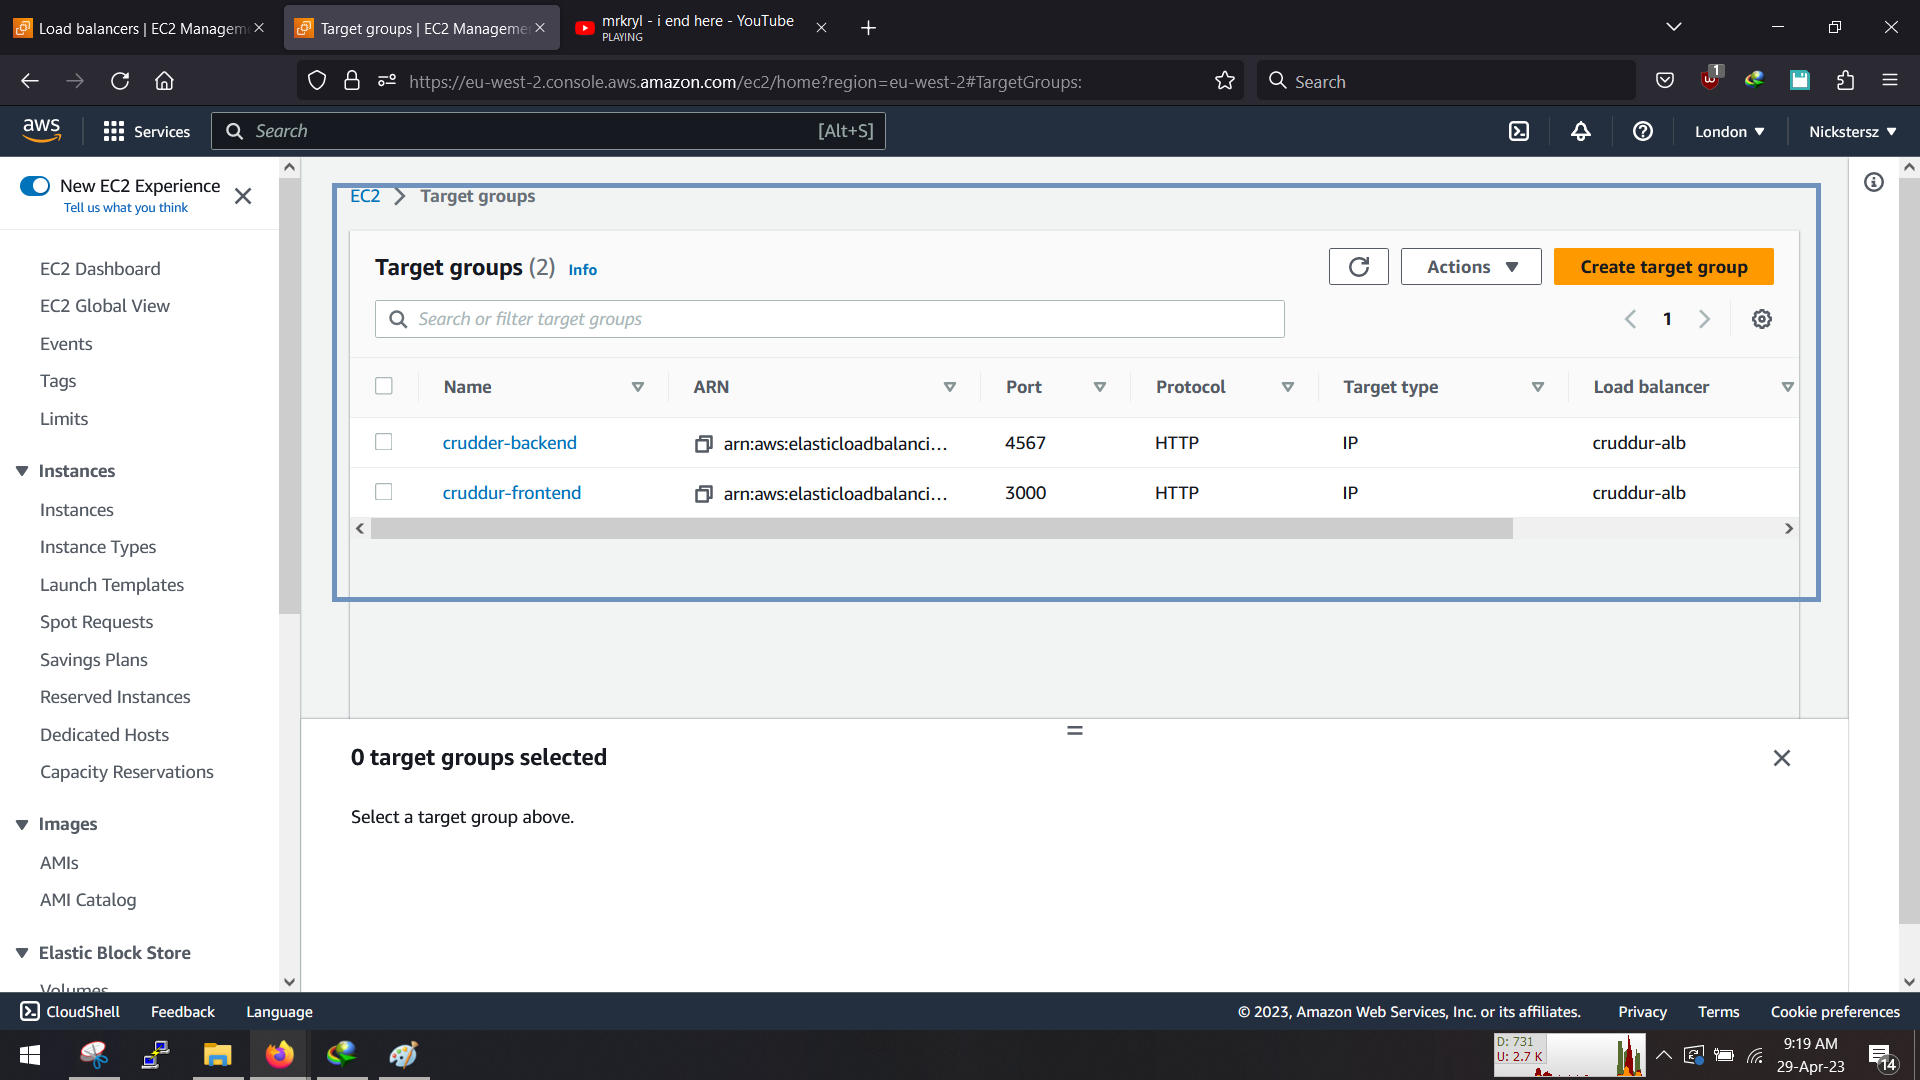 Load balancers | EC2 Managem
Target groups | EC2 Manageme
mrkryl - i end here - YouTube
PLAYING
https://eu-west-2.console.aws.amazon.com/ec2/home?region=eu-west-2#TargetGroups:
Search
1
aws
Services
Search
[Alt+S]
London
Nickstersz
New EC2 Experience
Tell us what you think
EC2 Dashboard
EC2 Global View
Events
Tags
Limits
Instances
Instances
Instance Types
Launch Templates
Spot Requests
Savings Plans
Reserved Instances
Dedicated Hosts
Capacity Reservations
Images
AMIs
AMI Catalog
Elastic Block Store
Volumes
EC2 > Target groups
Target groups (2) Info
Actions
Create target group
Search or filter target groups
1
Name ARN Port Protocol Target type Load balancer
crudder-backend arn:aws:elasticloadbalanci... 4567 HTTP IP cruddur-alb
cruddur-frontend arn:aws:elasticloadbalanci... 3000 HTTP IP cruddur-alb
0 target groups selected
Select a target group above.
CloudShell Feedback Language
© 2023, Amazon Web Services, Inc. or its affiliates. Privacy Terms Cookie preferences
D: 731
U: 2.7 K
9:19 AM
29-Apr-23
14